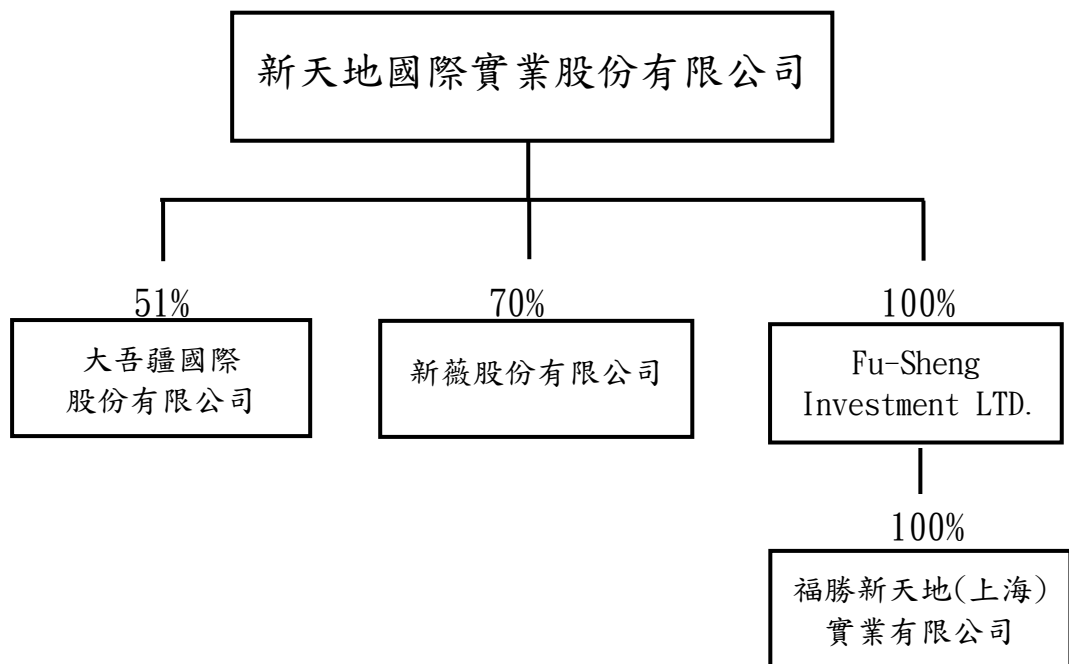 新天地國際實業股份有限公司
51%
70%
100%
大吾疆國際
股份有限公司
新薇股份有限公司
Fu-Sheng
Investment LTD.
100%
福勝新天地(上海)
實業有限公司